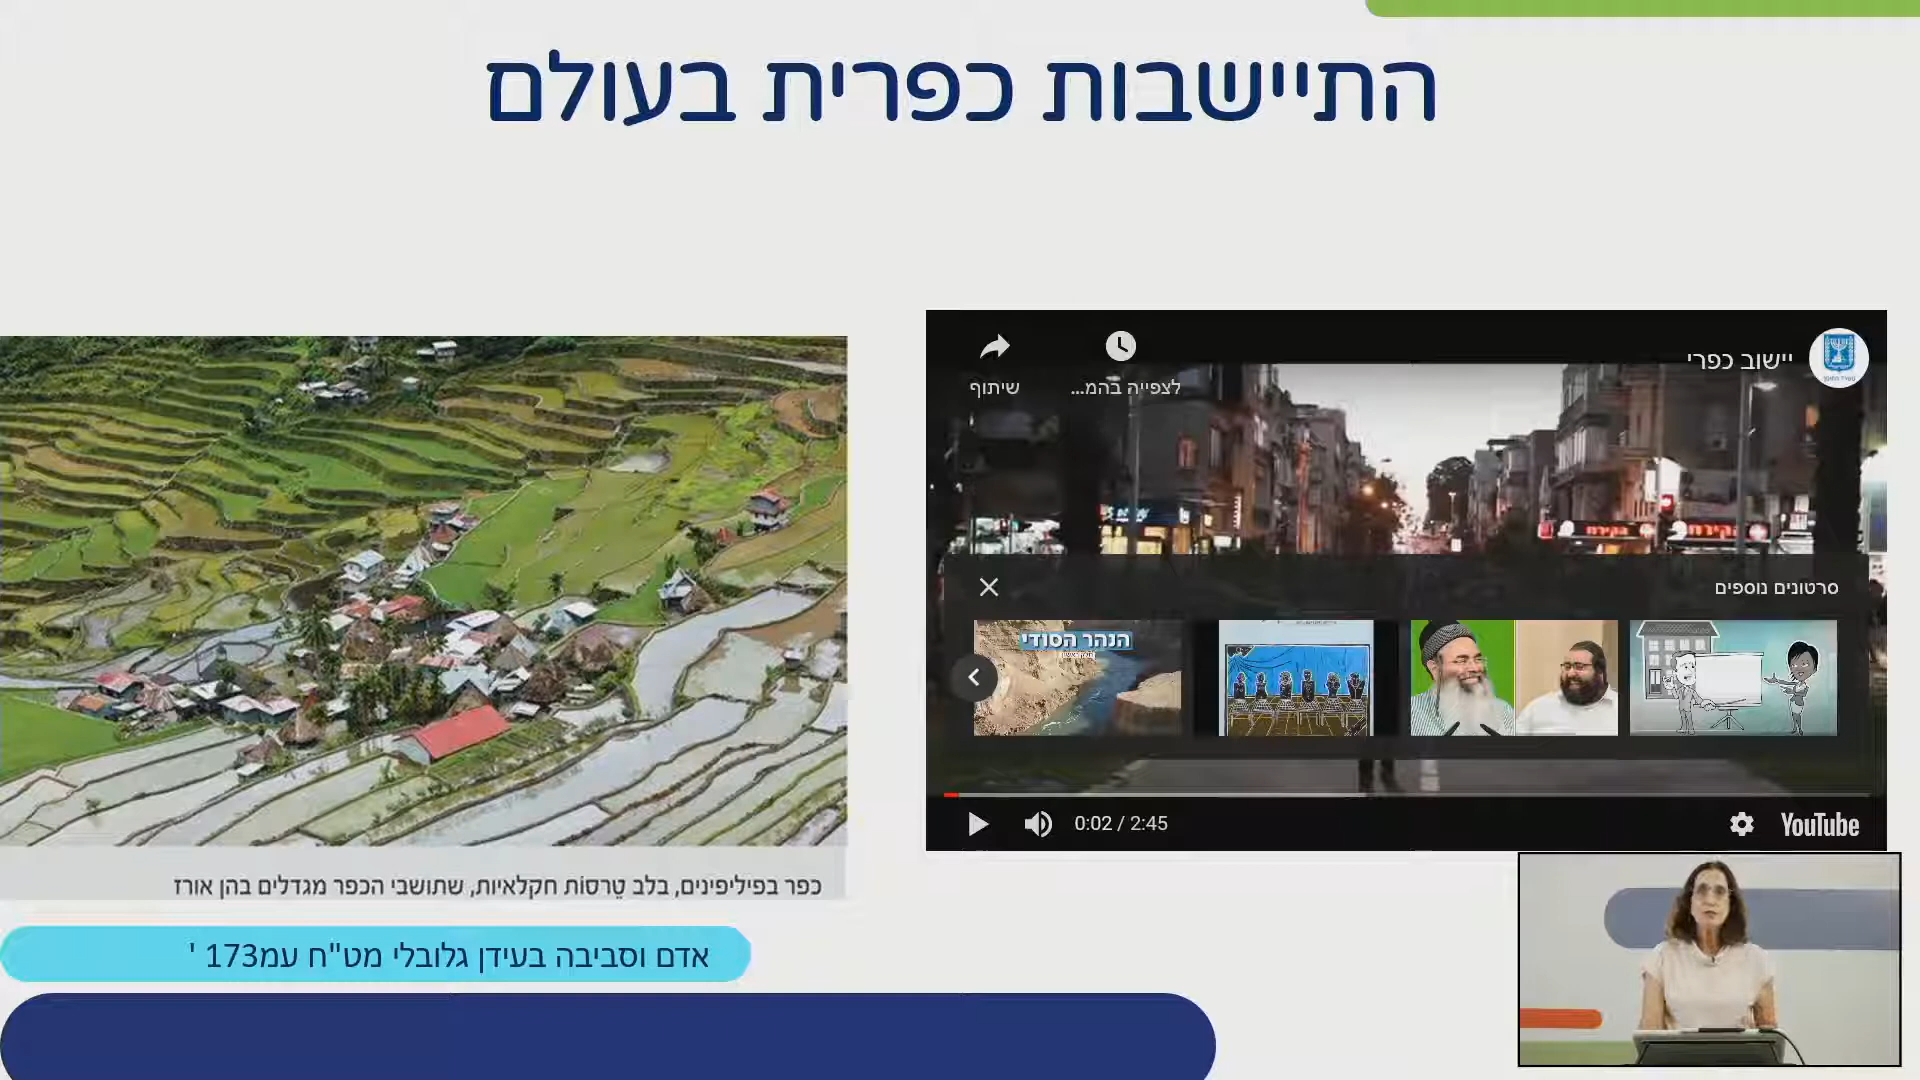 התיישבות כפרית בעולם
יישוב כפרי
לצפייה בהמ...
שיתוף
סרטונים נוספים
הנהר הסודי
0:02 / 2:45
YouTube
כפר בפיליפינים, בלב טֶרסוֹת חקלאיות, שתושבי הכפר מגדלים בהן אורז
אדם וסביבה בעידן גלובלי מט"ח עמ173 '